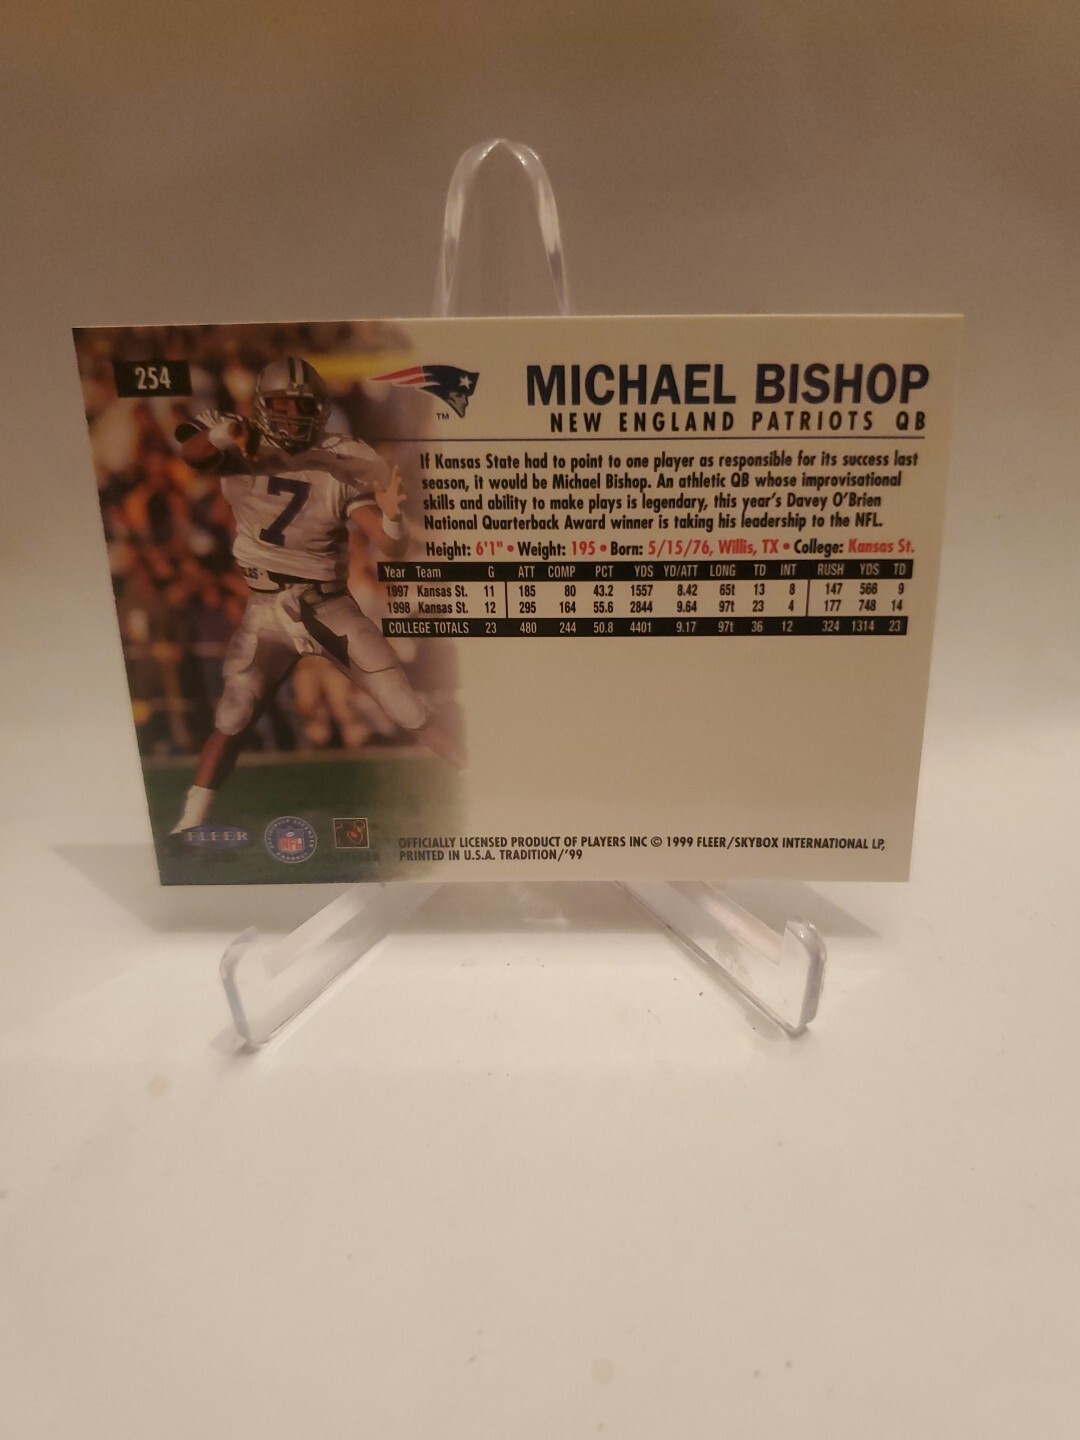 254
MICHAEL BISHOP
NEW ENGLAND PATRIOTS QB
TM
If Kansas State had to point to one player as responsible for its success last
season, it would be Michael Bishop. An athletic QB whose improvisational
skills and ability to make plays is legendary, this year's Davey O'Brien
National Quarterback Award winner is taking his leadership to the NFL.
Height: 6'1" • Weight: 195 • Born: 5/15/76, Willis, TX • College: Kansas St.
Year Team G ATT COMP PCT YDS YD/ATT LONG TD INT RUSH YDS TD
1997 Kansas St. 11 185 80 43.2 1557 8.42 65t 13 8 147 566 9
1998 Kansas St. 12 295 164 55.6 2844 9.64 97t 23 4 177 748 14
COLLEGE TOTALS 23 480 244 50.8 4401 9.17 97t 36 12 324 1314 23
7
FLEER
NFL
OFFICIALLY LICENSED PRODUCT OF PLAYERS INC © 1999 FLEER/SKYBOX INTERNATIONAL LP,
PRINTED IN U.S.A. TRADITION/'99